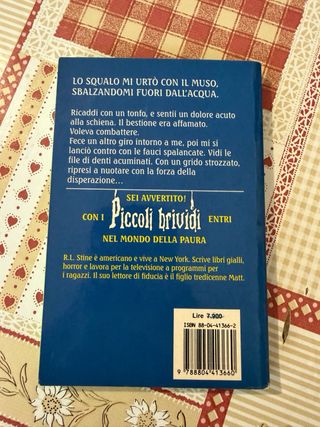 LO SQUALO MI URTÒ CON IL MUSO,
SBALZANDOMI FUORI DALL'ACQUA.
Ricaddi con un tonfo, e sentii un dolore acuto
alla schiena. Il bestione era affamato.
Voleva combattere.
Fece un altro giro intorno a me, poi mi si
lanciò contro con le fauci spalancate. Vidi le
file di denti acuminati. Con un grido strozzato,
ripresi a nuotare con la forza della
disperazione...
SEI AVVERTITO!
CON I Piccoli brividi ENTRI
NEL MONDO DELLA PAURA
R.L. Stine è americano e vive a New York. Scrive libri gialli,
horror e lavora per la televisione a programmi per
i ragazzi. Il suo lettore di fiducia è il figlio tredicenne Matt.
Lire 7.900
ISBN 88-04-41366-2
9 788804 413660